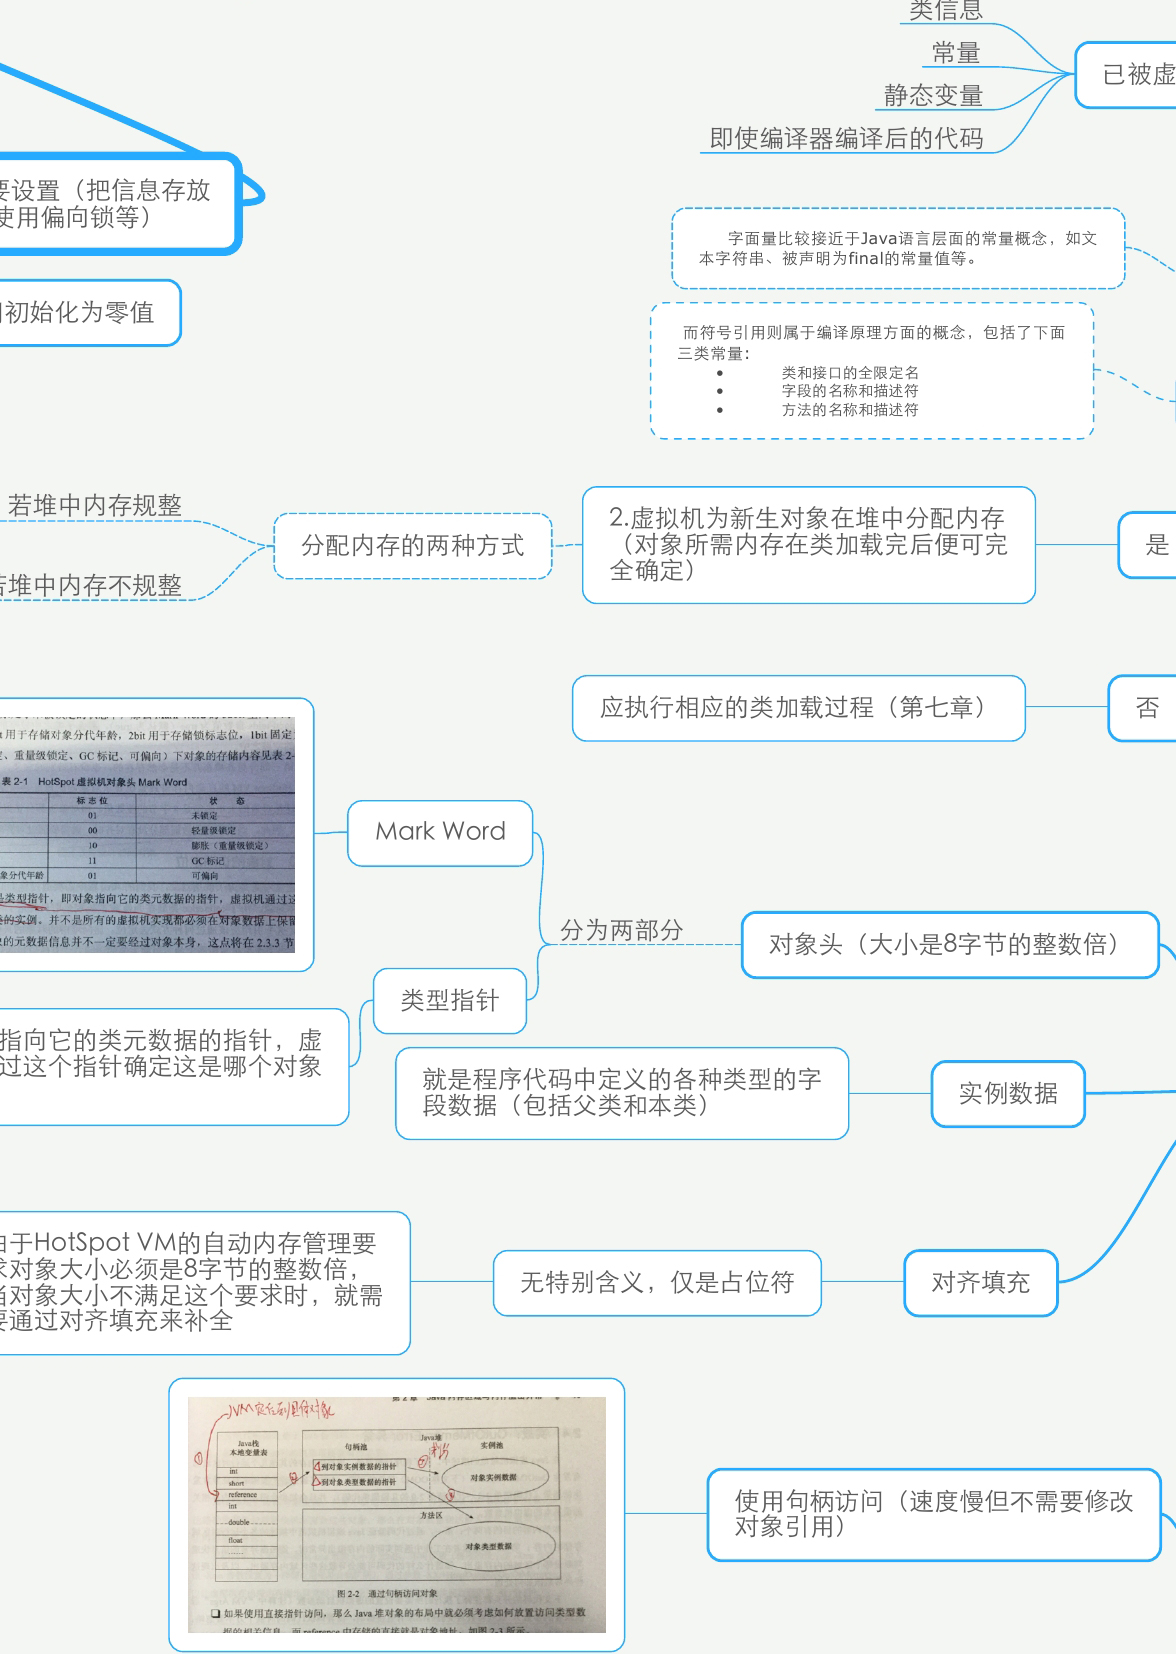 类信息
常量
静态变量
即使编译器编译后的代码
已被虚
要设置（把信息存放
使用偏向锁等）
初始化为零值
字面量比较接近于Java语言层面的常量概念，如文
本字符串、被声明为final的常量值等。
而符号引用则属于编译原理方面的概念，包括了下面
三类常量：
• 类和接口的全限定名
• 字段的名称和描述符
• 方法的名称和描述符
若堆中内存规整
若堆中内存不规整
分配内存的两种方式
2.虚拟机为新生对象在堆中分配内存
（对象所需内存在类加载完后便可完
全确定）
是
应执行相应的类加载过程（第七章）
否
用于存储对象分代年龄，2bit 用于存储锁标志位，1bit 固定
、重量级锁定、GC 标记、可偏向）下对象的存储内容见表 2-
表 2-1 HotSpot 虚拟机对象头 Mark Word
标志位 状 态
01 未锁定
00 轻量级锁定
10 膨胀（重量级锁定）
11 GC 标记
象分代年龄 01 可偏向
是类型指针，即对象指向它的类元数据的指针，虚拟机通过这
的实例。并不是所有的虚拟机实现都必须在对象数据上保留
的元数据信息并不一定要经过对象本身，这点将在 2.3.3 节
Mark Word
分为两部分
对象头（大小是8字节的整数倍）
类型指针
指向它的类元数据的指针，虚
过这个指针确定这是哪个对象
就是程序代码中定义的各种类型的字
段数据（包括父类和本类）
实例数据
由于HotSpot VM的自动内存管理要
求对象大小必须是8字节的整数倍，
当对象大小不满足这个要求时，就需
要通过对齐填充来补全
无特别含义，仅是占位符
对齐填充
JVM定位到具体对象
Java栈
本地变量表
int
short
reference
int
double
float
......
Java堆
句柄池
实例池
到对象实例数据的指针
到对象类型数据的指针
对象实例数据
方法区
对象类型数据
图 2-2 通过句柄访问对象
❑ 如果使用直接指针访问，那么 Java 堆对象的布局中就必须考虑如何放置访问类型数
据的相关信息，而 reference 中存储的直接就是对象地址，如图 2-3 所示。
使用句柄访问（速度慢但不需要修改
对象引用）